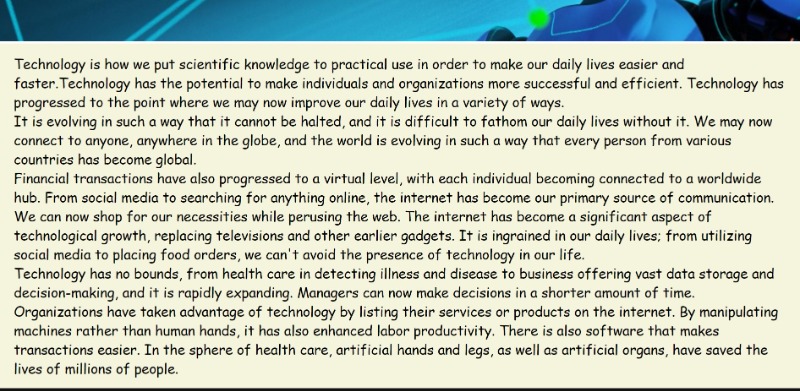 Technology is how we put scientific knowledge to practical use in order to make our daily lives easier and
faster.Technology has the potential to make individuals and organizations more successful and efficient. Technology has
progressed to the point where we may now improve our daily lives in a variety of ways.
It is evolving in such a way that it cannot be halted, and it is difficult to fathom our daily lives without it. We may now
connect to anyone, anywhere in the globe, and the world is evolving in such a way that every person from various
countries has become global.
Financial transactions have also progressed to a virtual level, with each individual becoming connected to a worldwide
hub. From social media to searching for anything online, the internet has become our primary source of communication.
We can now shop for our necessities while perusing the web. The internet has become a significant aspect of
technological growth, replacing televisions and other earlier gadgets. It is ingrained in our daily lives; from utilizing
social media to placing food orders, we can't avoid the presence of technology in our life.
Technology has no bounds, from health care in detecting illness and disease to business offering vast data storage and
decision-making, and it is rapidly expanding. Managers can now make decisions in a shorter amount of time.
Organizations have taken advantage of technology by listing their services or products on the internet. By manipulating
machines rather than human hands, it has also enhanced labor productivity. There is also software that makes
transactions easier. In the sphere of health care, artificial hands and legs, as well as artificial organs, have saved the
lives of millions of people.